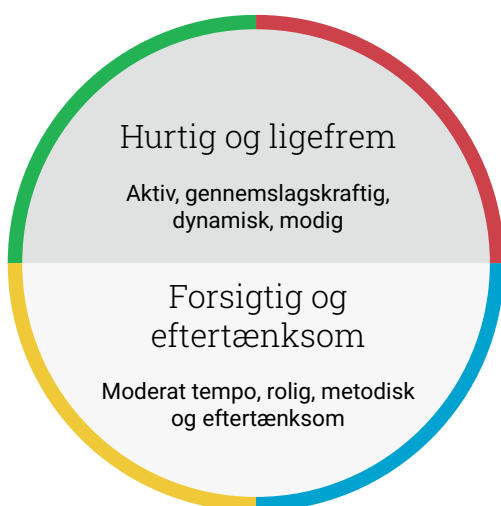 Hurtig og ligefrem
Aktiv, gennemslagskraftig,
dynamisk, modig
Forsigtig og
eftertænksom
Moderat tempo, rolig, metodisk
og eftertænksom